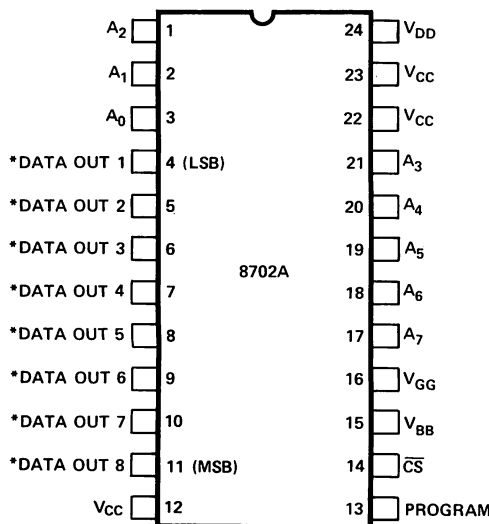 A2 1 24 VDD
A1 2 23 VCC
A0 3 22 VCC
*DATA OUT 1 4 (LSB) 21 A3
*DATA OUT 2 5 20 A4
*DATA OUT 3 6 19 A5
8702A
*DATA OUT 4 7 18 A6
*DATA OUT 5 8 17 A7
*DATA OUT 6 9 16 VGG
*DATA OUT 7 10 15 VBB
*DATA OUT 8 11 (MSB) 14 C̅S̅
VCC 12 13 PROGRAM